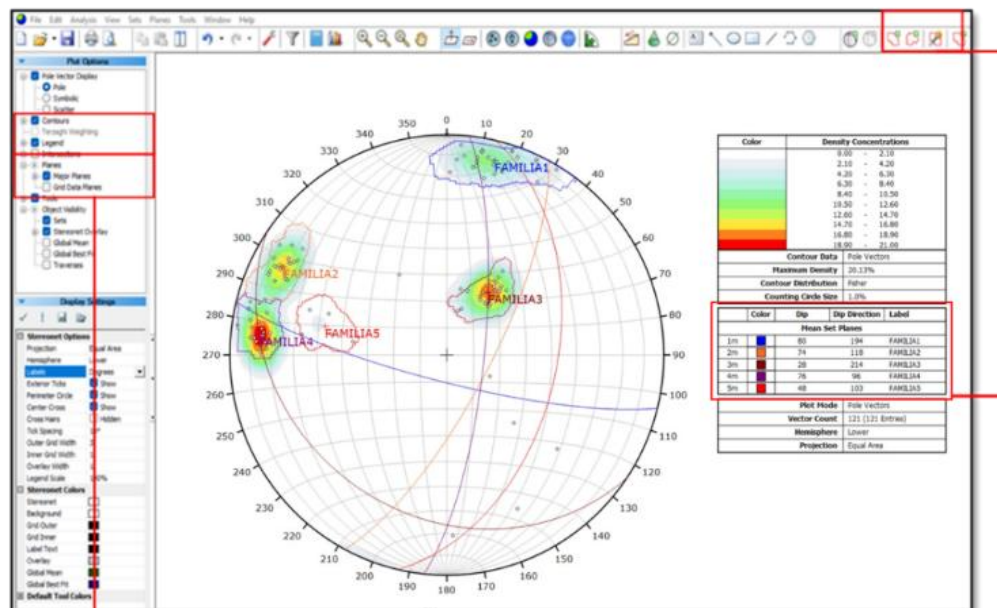 File Edit Analysis View Sets Planes Tools Window Help
Plot Options
Pole Vector Display
Pole
Symbolic
Scatter
Contours
Terzaghi Weighting
Legend
Intersections
Planes
Major Planes
Grid Data Planes
Tools
Object Visibility
Sets
Stereonet Overlay
Global Mean
Global Best Fit
Traverses
Display Settings
Stereonet Options
Projection Equal Area
Hemisphere Lower
Labels Degrees
Exterior Ticks Show
Perimeter Circle Show
Center Cross Show
Cross Hairs Hidden
Tick Spacing
Outer Grid Width
Inner Grid Width
Overlay Width
Legend Scale
Stereonet Colors
Stereonet
Background
Grid Outer
Grid Inner
Label Text
Overlay
Global Mean
Global Best Fit
Default Tool Colors
0
10
20
30
40
50
60
70
80
90
100
110
120
130
140
150
160
170
180
190
200
210
220
230
240
250
260
270
280
290
300
310
320
330
340
350
FAMILIA1
FAMILIA2
FAMILIA3
FAMILIA4
FAMILIA5
Color Density Concentrations
0.00 - 2.10
2.10 - 4.20
4.20 - 6.30
6.30 - 8.40
8.40 - 10.50
10.50 - 12.60
12.60 - 14.70
14.70 - 16.80
16.80 - 18.90
18.90 - 21.00
Contour Data Pole Vectors
Maximum Density 20.13%
Contour Distribution Fisher
Counting Circle Size 1.0%
Color Dip Dip Direction Label
Mean Set Planes
1m 80 194 FAMILIA1
2m 74 118 FAMILIA2
3m 28 214 FAMILIA3
4m 76 96 FAMILIA4
5m 48 103 FAMILIA5
Plot Mode Pole Vectors
Vector Count 121 (121 Entries)
Hemisphere Lower
Projection Equal Area